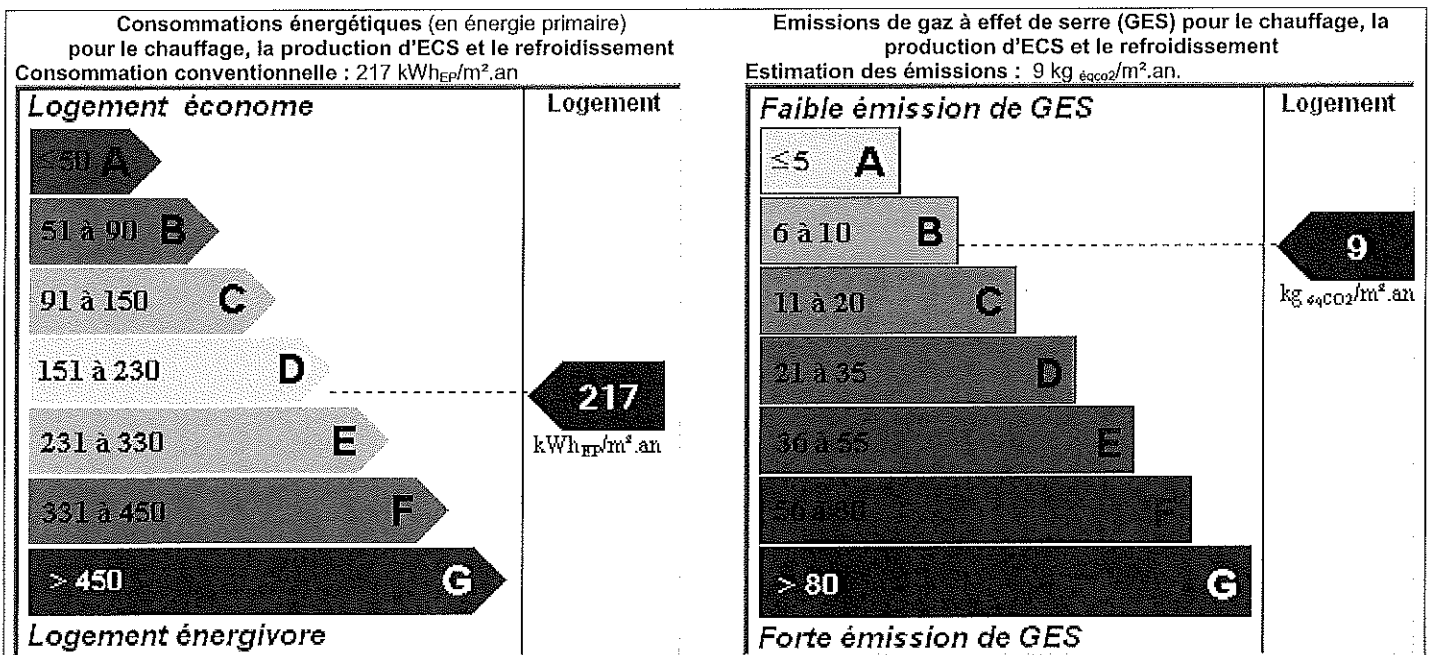 Consommations énergétiques (en énergie primaire)
pour le chauffage, la production d'ECS et le refroidissement
Consommation conventionnelle : 217 kWhEP/m².an
Logement économe
Logement
≤50 A
51 à 90 B
91 à 150 C
151 à 230 D
231 à 330 E
331 à 450 F
> 450 G
217
kWhEP/m².an
Logement énergivore
Emissions de gaz à effet de serre (GES) pour le chauffage, la
production d'ECS et le refroidissement
Estimation des émissions : 9 kg éqco2/m².an.
Faible émission de GES
Logement
≤5 A
6 à 10 B
11 à 20 C
21 à 35 D
36 à 55 E
56 à 80 F
> 80 G
9
kg éqCO2/m².an
Forte émission de GES